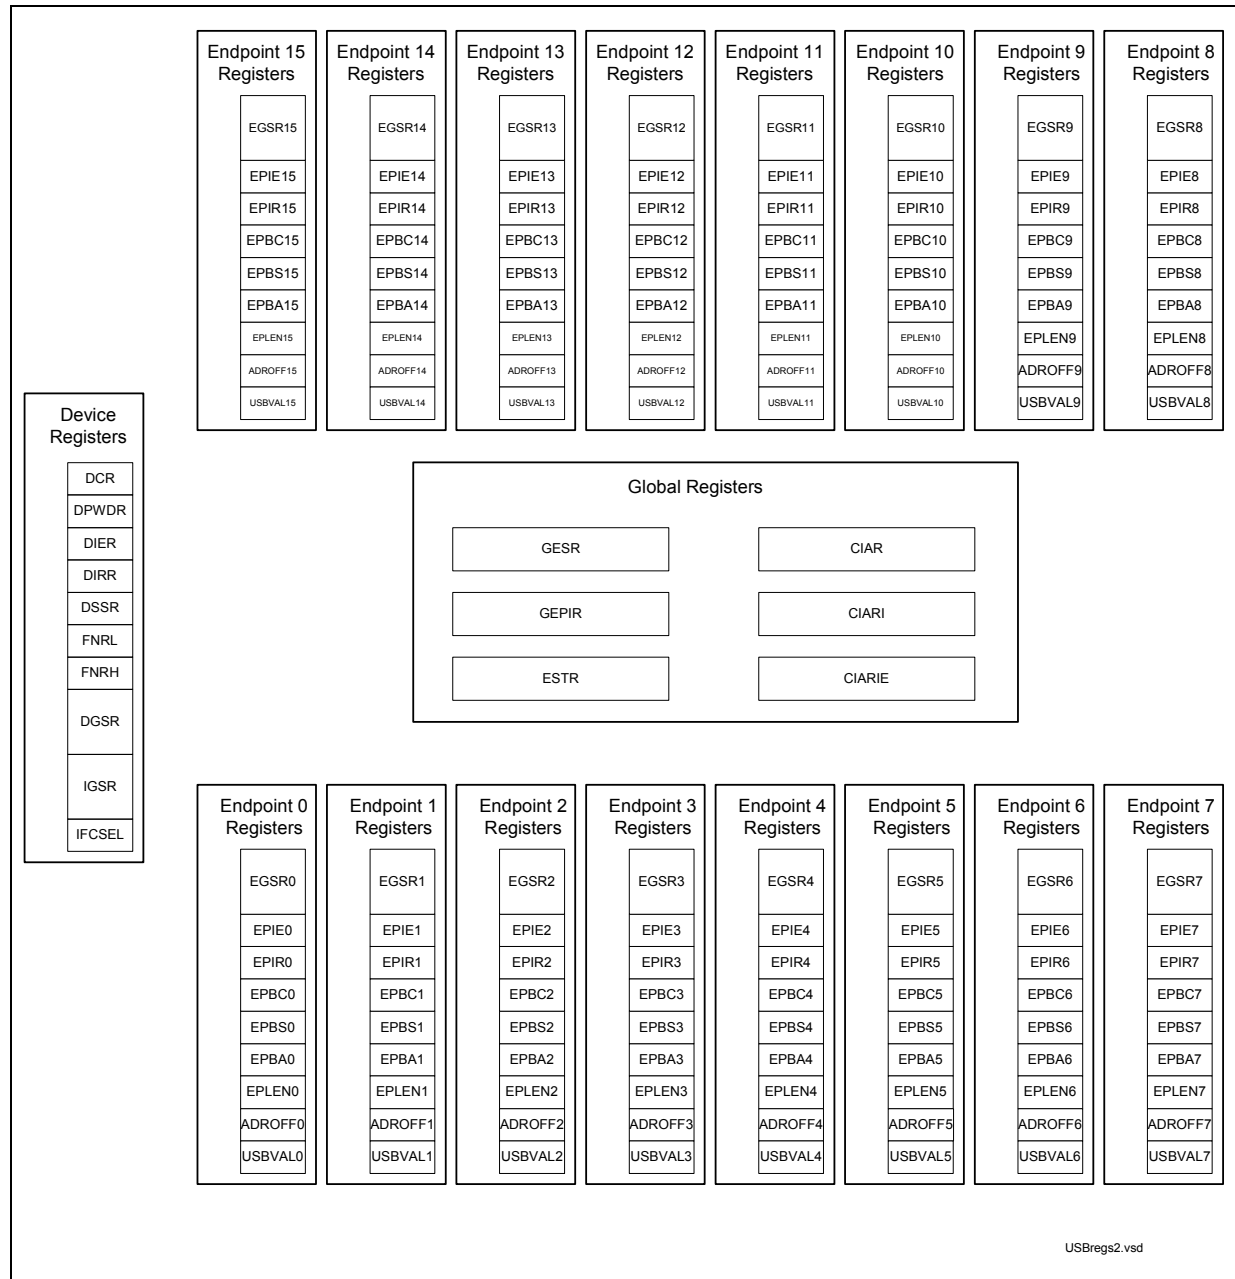 Endpoint 15
Registers
EGSR15
EPIE15
EPIR15
EPBC15
EPBS15
EPBA15
EPLEN15
ADROFF15
USBVAL15
Endpoint 14
Registers
EGSR14
EPIE14
EPIR14
EPBC14
EPBS14
EPBA14
EPLEN14
ADROFF14
USBVAL14
Endpoint 13
Registers
EGSR13
EPIE13
EPIR13
EPBC13
EPBS13
EPBA13
EPLEN13
ADROFF13
USBVAL13
Endpoint 12
Registers
EGSR12
EPIE12
EPIR12
EPBC12
EPBS12
EPBA12
EPLEN12
ADROFF12
USBVAL12
Endpoint 11
Registers
EGSR11
EPIE11
EPIR11
EPBC11
EPBS11
EPBA11
EPLEN11
ADROFF11
USBVAL11
Endpoint 10
Registers
EGSR10
EPIE10
EPIR10
EPBC10
EPBS10
EPBA10
EPLEN10
ADROFF10
USBVAL10
Endpoint 9
Registers
EGSR9
EPIE9
EPIR9
EPBC9
EPBS9
EPBA9
EPLEN9
ADROFF9
USBVAL9
Endpoint 8
Registers
EGSR8
EPIE8
EPIR8
EPBC8
EPBS8
EPBA8
EPLEN8
ADROFF8
USBVAL8
Device
Registers
DCR
DPWDR
DIER
DIRR
DSSR
FNRL
FNRH
DGSR
IGSR
IFCSEL
Global Registers
GESR
CIAR
GEPIR
CIARI
ESTR
CIARIE
Endpoint 0
Registers
EGSR0
EPIE0
EPIR0
EPBC0
EPBS0
EPBA0
EPLEN0
ADROFF0
USBVAL0
Endpoint 1
Registers
EGSR1
EPIE1
EPIR1
EPBC1
EPBS1
EPBA1
EPLEN1
ADROFF1
USBVAL1
Endpoint 2
Registers
EGSR2
EPIE2
EPIR2
EPBC2
EPBS2
EPBA2
EPLEN2
ADROFF2
USBVAL2
Endpoint 3
Registers
EGSR3
EPIE3
EPIR3
EPBC3
EPBS3
EPBA3
EPLEN3
ADROFF3
USBVAL3
Endpoint 4
Registers
EGSR4
EPIE4
EPIR4
EPBC4
EPBS4
EPBA4
EPLEN4
ADROFF4
USBVAL4
Endpoint 5
Registers
EGSR5
EPIE5
EPIR5
EPBC5
EPBS5
EPBA5
EPLEN5
ADROFF5
USBVAL5
Endpoint 6
Registers
EGSR6
EPIE6
EPIR6
EPBC6
EPBS6
EPBA6
EPLEN6
ADROFF6
USBVAL6
Endpoint 7
Registers
EGSR7
EPIE7
EPIR7
EPBC7
EPBS7
EPBA7
EPLEN7
ADROFF7
USBVAL7
USBregs2.vsd